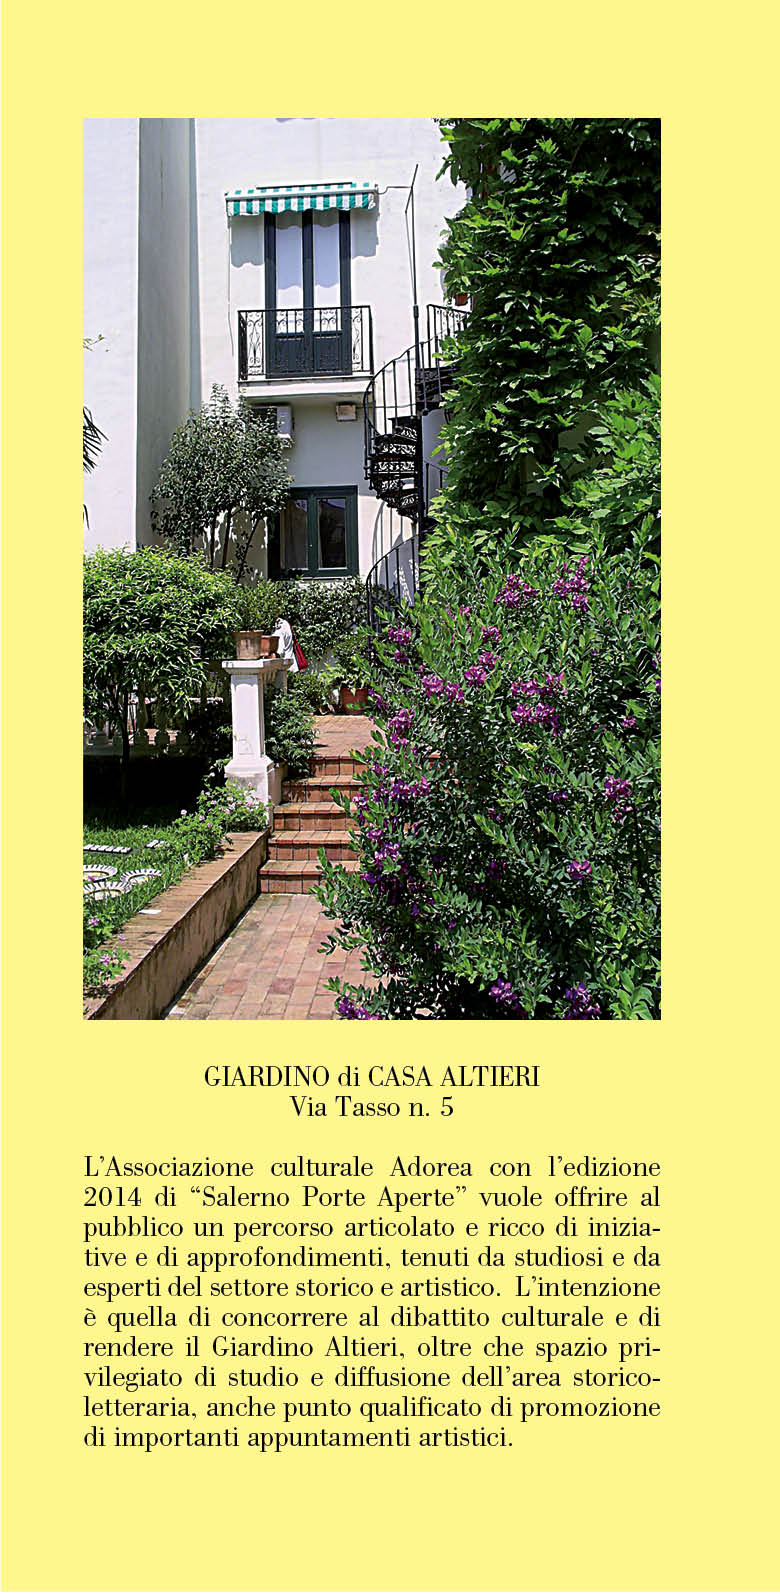 GIARDINO di CASA ALTIERI
Via Tasso n. 5
L’Associazione culturale Adorea con l’edizione
2014 di “Salerno Porte Aperte” vuole offrire al
pubblico un percorso articolato e ricco di inizia-
tive e di approfondimenti, tenuti da studiosi e da
esperti del settore storico e artistico. L’intenzione
è quella di concorrere al dibattito culturale e di
rendere il Giardino Altieri, oltre che spazio pri-
vilegiato di studio e diffusione dell’area storico-
letteraria, anche punto qualificato di promozione
di importanti appuntamenti artistici.